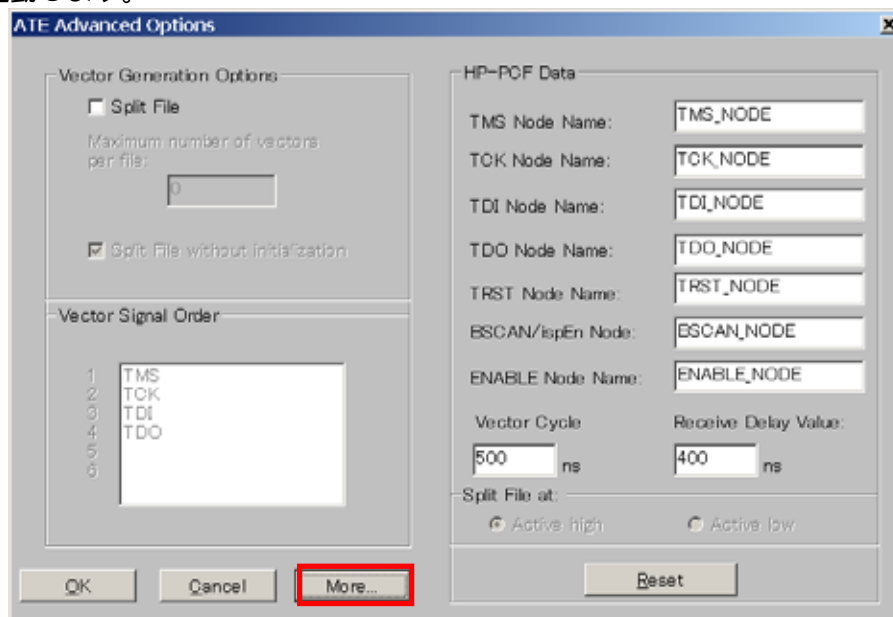 ATE Advanced Options
Vector Generation Options
Split File
Maximum number of vectors
per file:
0
Split File without initialization
Vector Signal Order
1 TMS
2 TCK
3 TDI
4 TDO
5
6
HP-PCF Data
TMS Node Name: TMS_NODE
TCK Node Name: TCK_NODE
TDI Node Name: TDI_NODE
TDO Node Name: TDO_NODE
TRST Node Name: TRST_NODE
BSCAN/ispEn Node: BSCAN_NODE
ENABLE Node Name: ENABLE_NODE
Vector Cycle Receive Delay Value:
500 ns 400 ns
Split File at:
Active high Active low
OK Cancel More... Reset